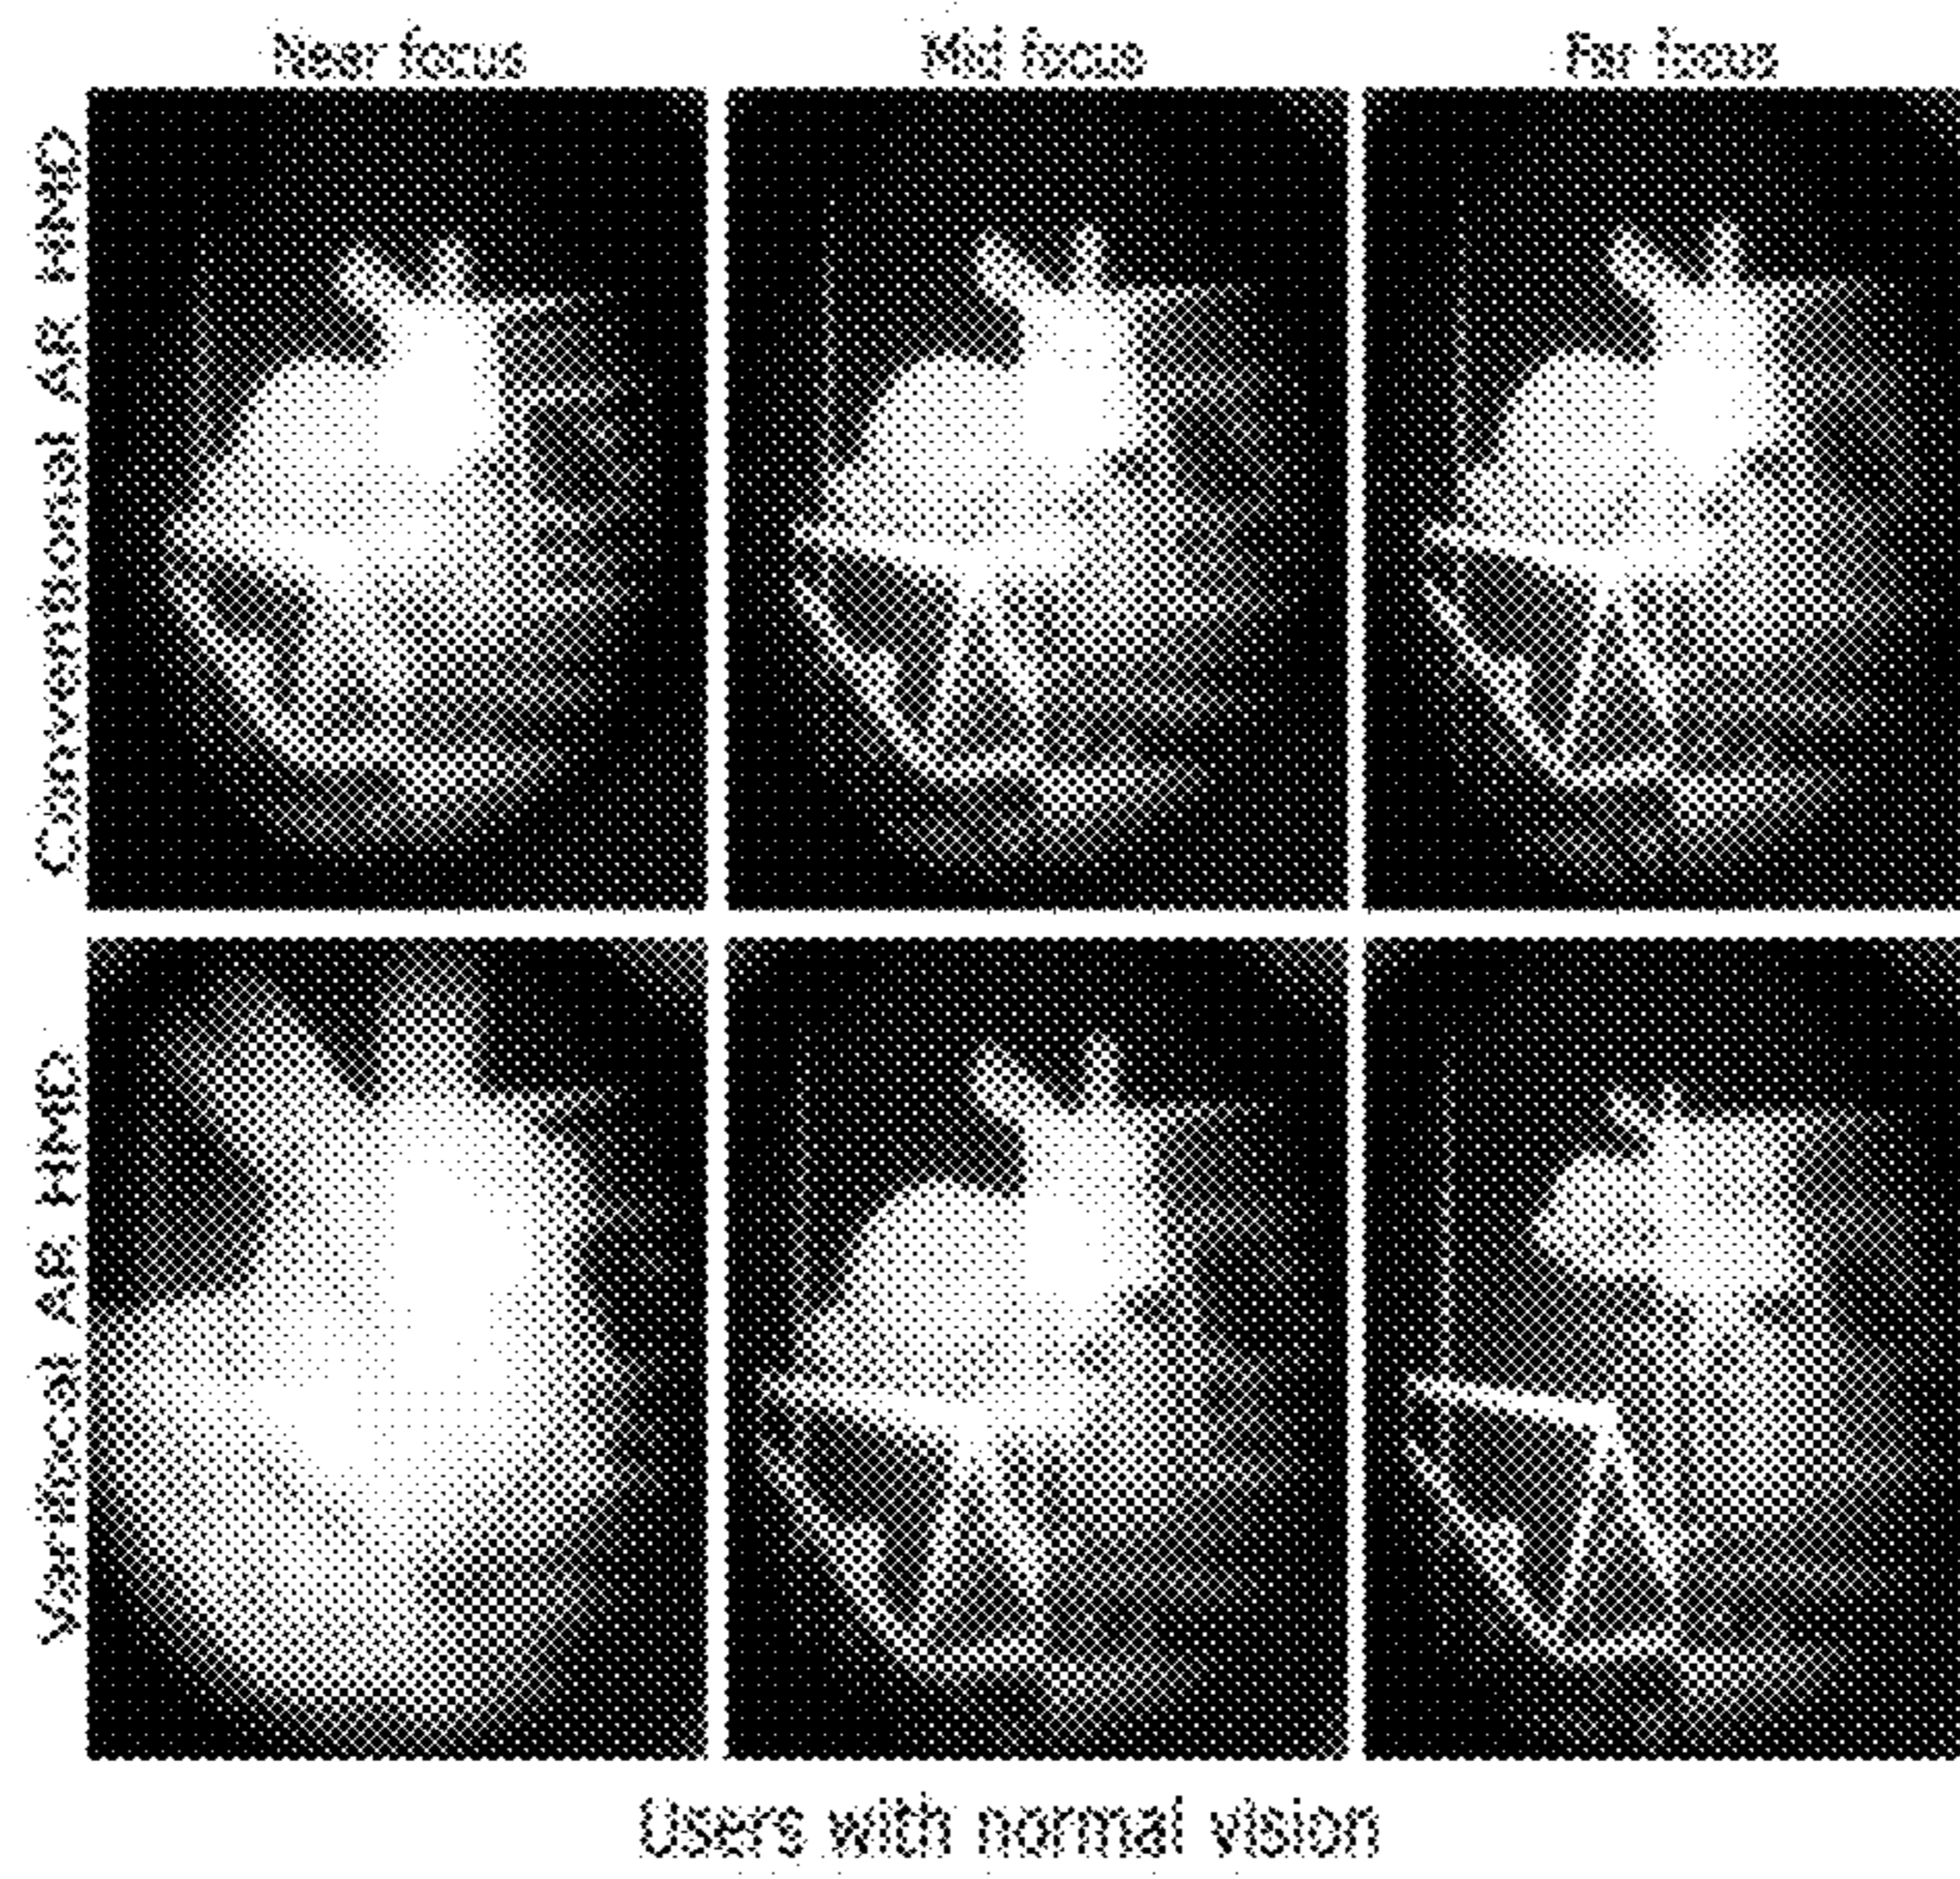 Near focus
Mid focus
Far focus
Conventional AR HMD
Varifocal AR HMD
Users with normal vision